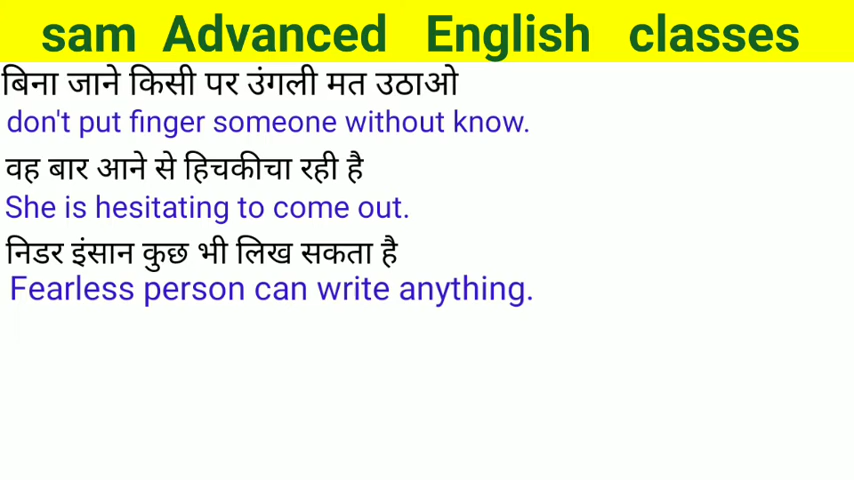 sam Advanced English classes
बिना जाने किसी पर उंगली मत उठाओ
don't put finger someone without know.
वह बार आने से हिचकीचा रही है
She is hesitating to come out.
निडर इंसान कुछ भी लिख सकता है
Fearless person can write anything.